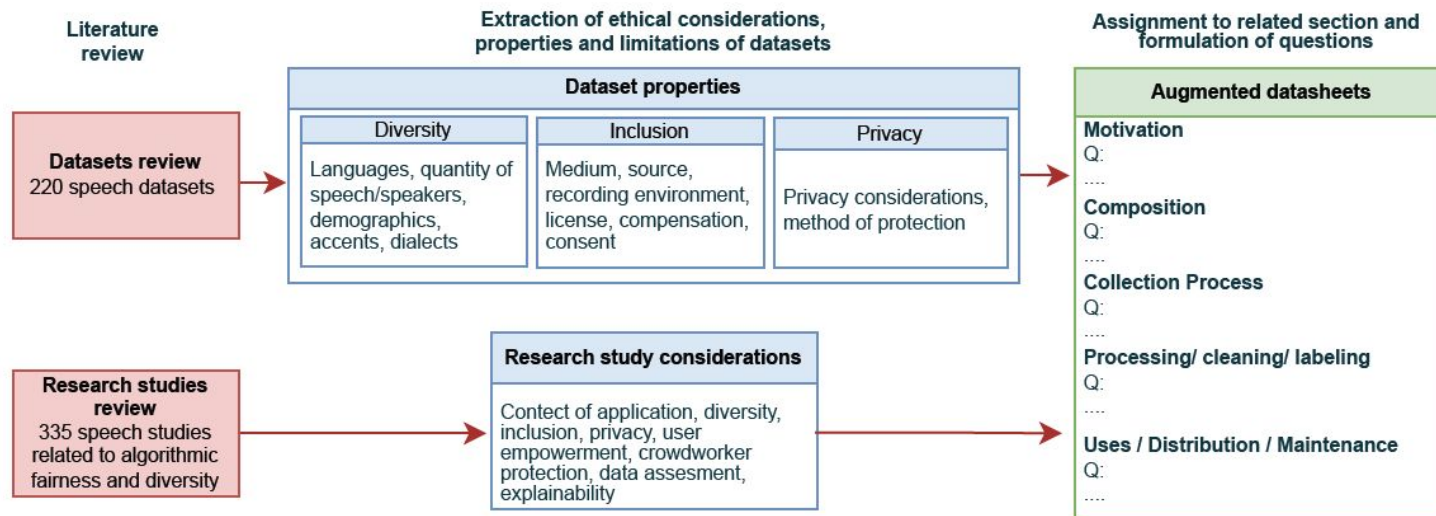 Literature
review
Extraction of ethical considerations,
properties and limitations of datasets
Assignment to related section and
formulation of questions
Datasets review
220 speech datasets
Dataset properties
Diversity
Languages, quantity of
speech/speakers,
demographics,
accents, dialects
Inclusion
Medium, source,
recording environment,
license, compensation,
consent
Privacy
Privacy considerations,
method of protection
Research studies
review
335 speech studies
related to algorithmic
fairness and diversity
Research study considerations
Contect of application, diversity,
inclusion, privacy, user
empowerment, crowdworker
protection, data assesment,
explainability
Augmented datasheets
Motivation
Q:
....
Composition
Q:
....
Collection Process
Q:
....
Processing/ cleaning/ labeling
Q:
....
Uses / Distribution / Maintenance
Q:
....